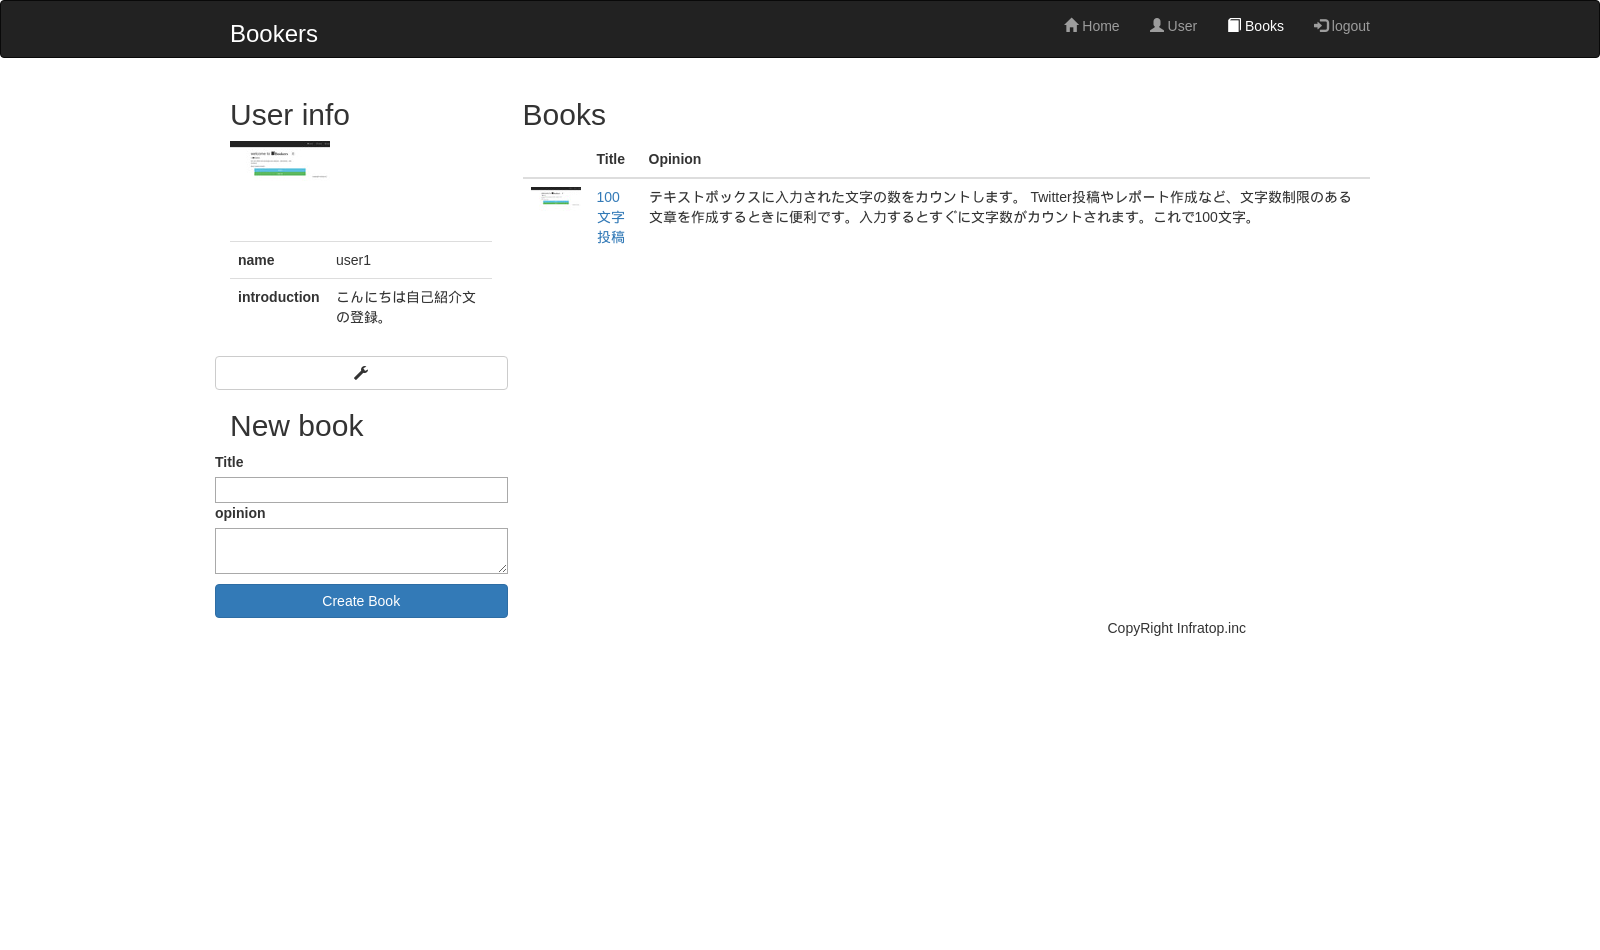 Bookers
Home
User
Books
logout
User info
name
user1
introduction
こんにちは自己紹介文
の登録。
New book
Title
opinion
Create Book
Books
Title
Opinion
100
文字
投稿
テキストボックスに入力された文字の数をカウントします。 Twitter投稿やレポート作成など、文字数制限のある
文章を作成するときに便利です。入力するとすぐに文字数がカウントされます。これで100文字。
CopyRight Infratop.inc